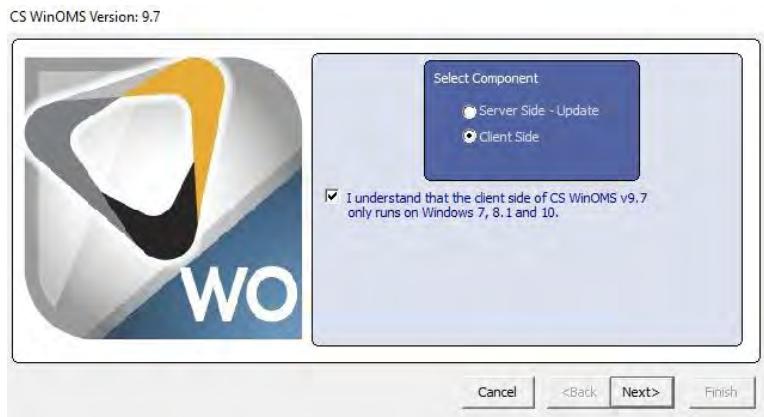 CS WinOMS Version: 9.7
Select Component
Server Side - Update
Client Side
I understand that the client side of CS WinOMS v9.7
only runs on Windows 7, 8.1 and 10.
WO
Cancel
<Back
Next>
Finish